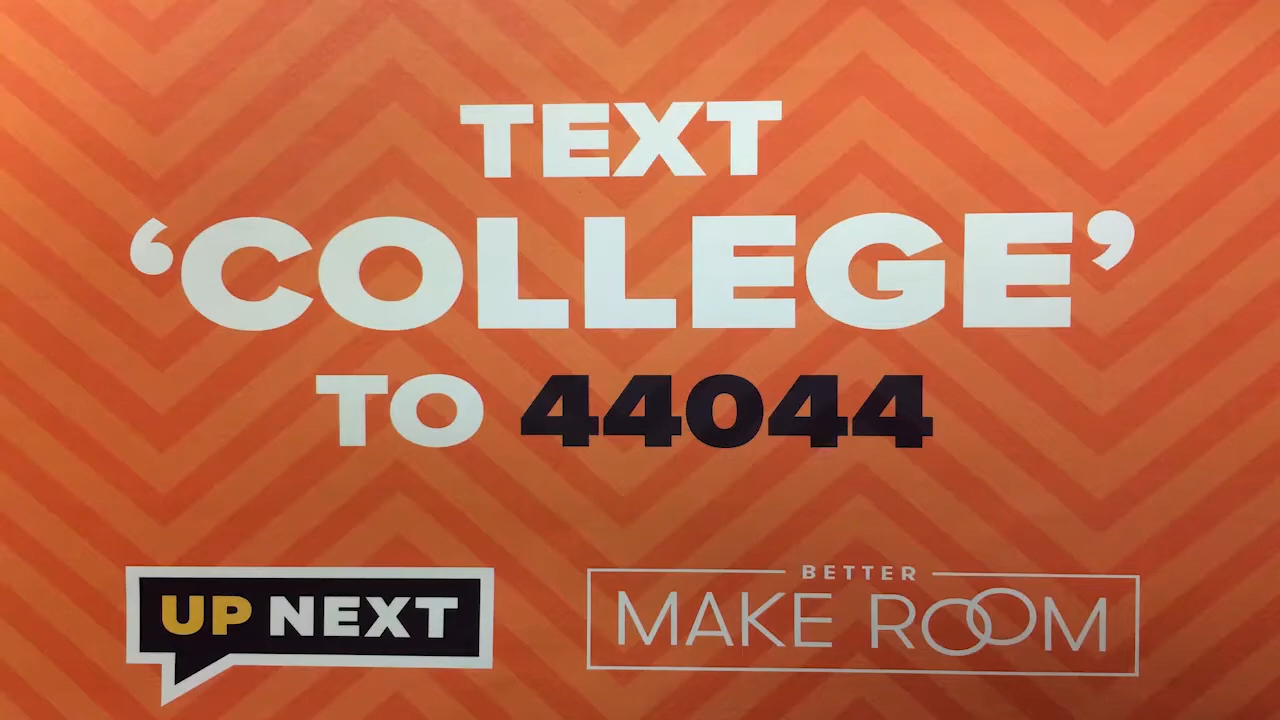 TEXT
‘COLLEGE’
TO 44044
UP NEXT
BETTER
MAKE ROOM